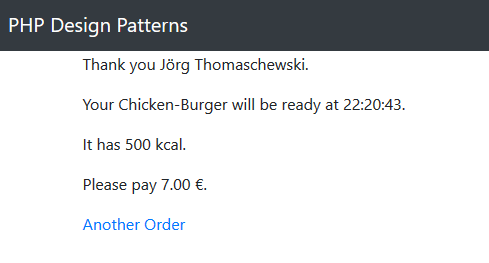 PHP Design Patterns
Thank you Jörg Thomaschewski.
Your Chicken-Burger will be ready at 22:20:43.
It has 500 kcal.
Please pay 7.00 €.
Another Order